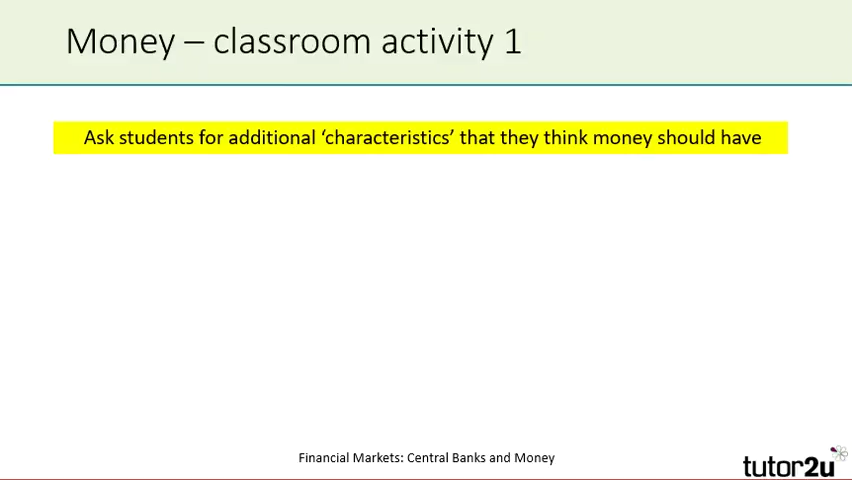 Money – classroom activity 1
Ask students for additional ‘characteristics’ that they think money should have
Financial Markets: Central Banks and Money
tutor2u